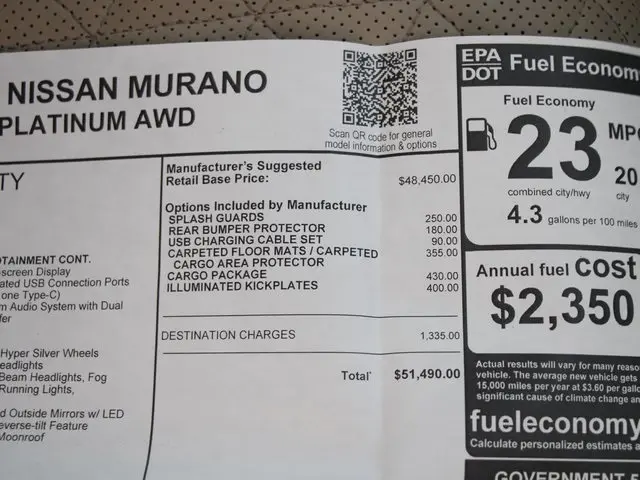 NISSAN MURANO
PLATINUM AWD
Scan QR code for general
model information & options
TY
OTAINMENT CONT.
screen Display
ated USB Connection Ports
one Type-C)
m Audio System with Dual
fer
Hyper Silver Wheels
eadlights
Beam Headlights, Fog
Running Lights,
d Outside Mirrors w/ LED
everse-tilt Feature
Moonroof
Manufacturer's Suggested
Retail Base Price: $48,450.00
Options Included by Manufacturer
SPLASH GUARDS 250.00
REAR BUMPER PROTECTOR 180.00
USB CHARGING CABLE SET 90.00
CARPETED FLOOR MATS / CARPETED 355.00
CARGO AREA PROTECTOR
CARGO PACKAGE 430.00
ILLUMINATED KICKPLATES 400.00
DESTINATION CHARGES 1,335.00
Total* $51,490.00
EPA
DOT Fuel Econom
Fuel Economy
23 MPG
20
combined city/hwy city
4.3 gallons per 100 miles
Annual fuel COST
$2,350
Actual results will vary for many reaso
vehicle. The average new vehicle gets
15,000 miles per year at $3.60 per gallo
significant cause of climate change an
fueleconomy
Calculate personalized estimates a
GOVERNMENT 5